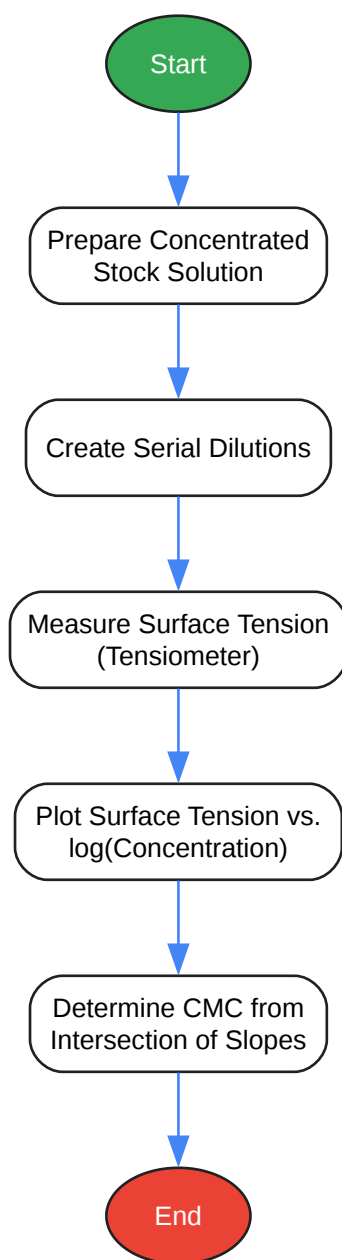 Start
Prepare Concentrated
Stock Solution
Create Serial Dilutions
Measure Surface Tension
(Tensiometer)
Plot Surface Tension vs.
log(Concentration)
Determine CMC from
Intersection of Slopes
End